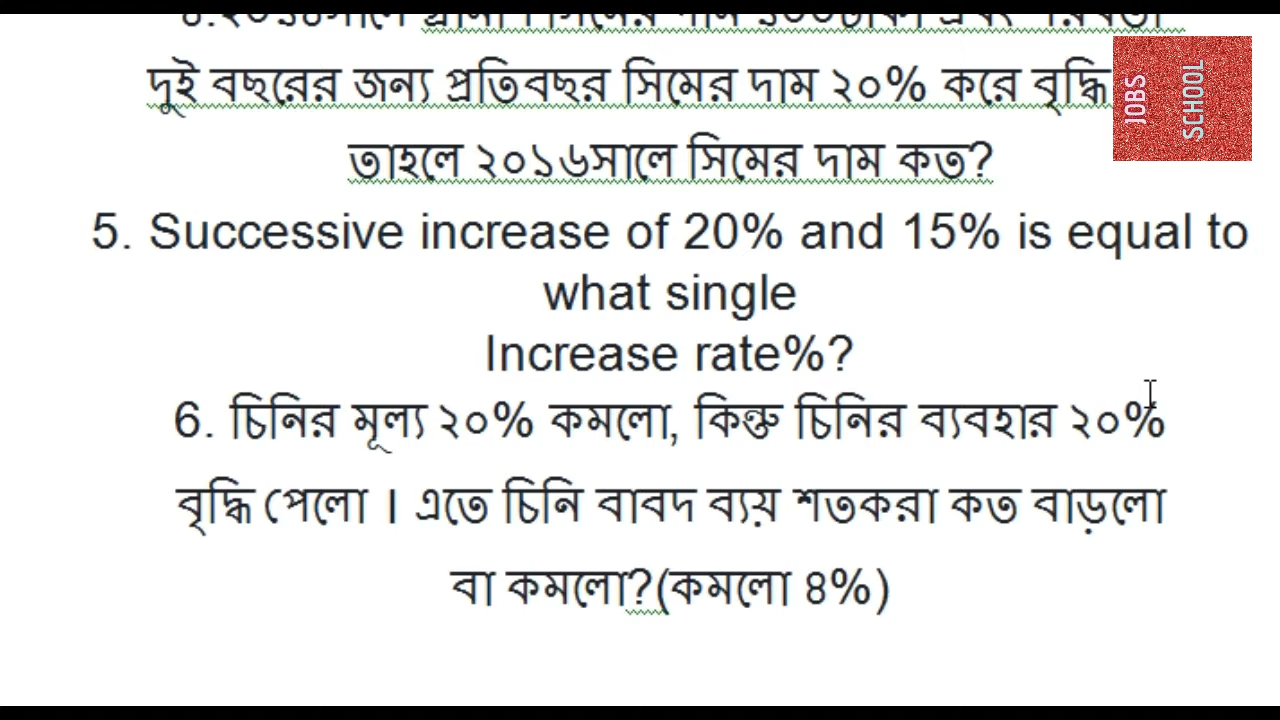 দুই বছরের জন্য প্রতিবছর সিমের দাম ২০% করে বৃদ্ধি
তাহলে ২০১৬সালে সিমের দাম কত?
5. Successive increase of 20% and 15% is equal to
what single
Increase rate%?
6. চিনির মূল্য ২০% কমলো, কিন্তু চিনির ব্যবহার ২০%
বৃদ্ধি পেলো । এতে চিনি বাবদ ব্যয় শতকরা কত বাড়লো
বা কমলো?(কমলো ৪%)
JOBS
SCHOOL